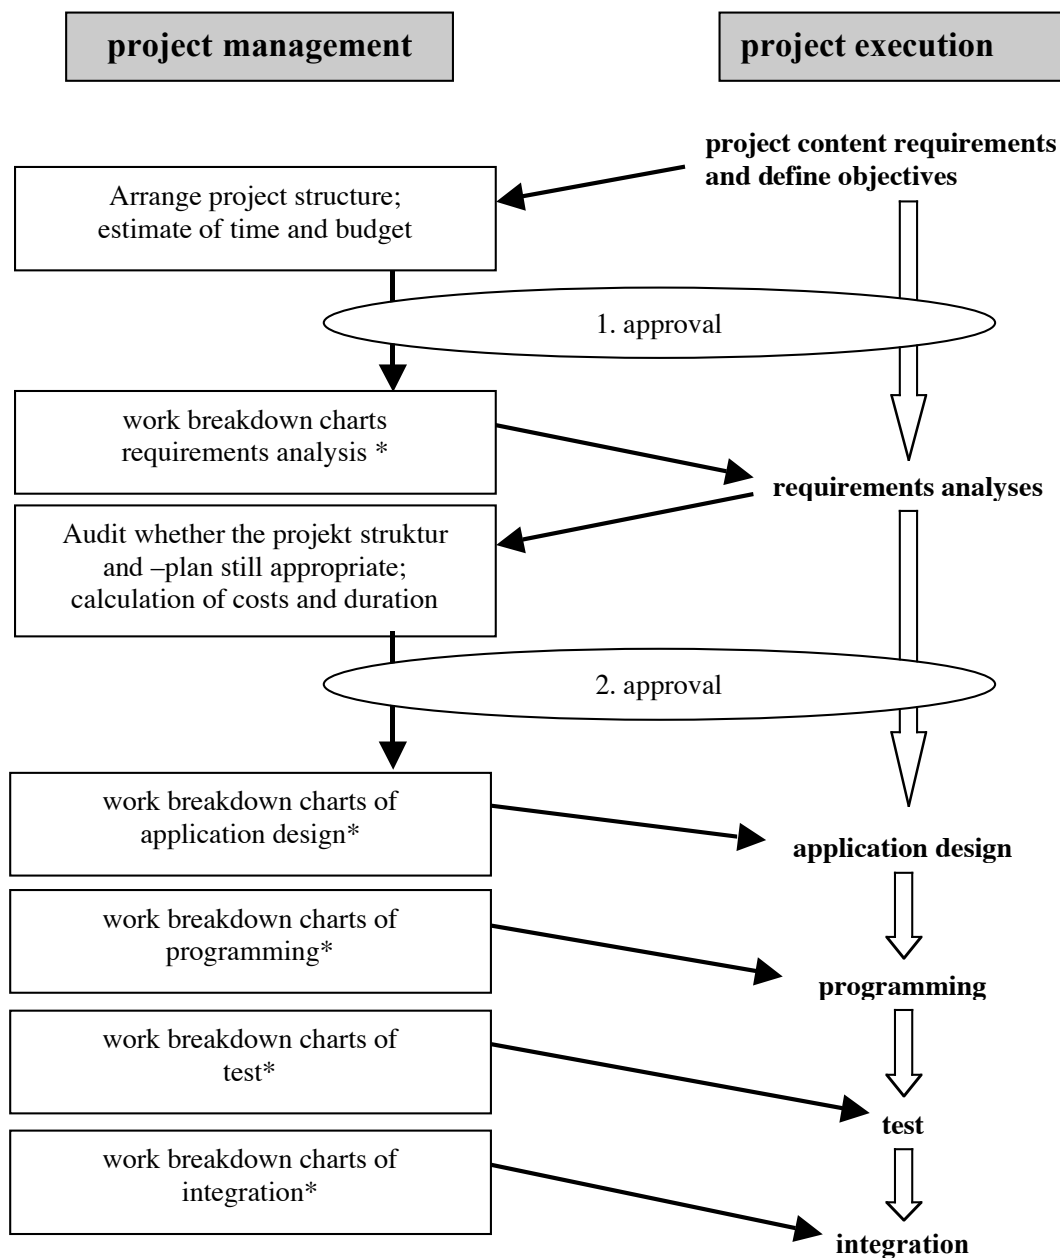 project management
project execution
project content requirements
and define objectives
Arrange project structure;
estimate of time and budget
1. approval
work breakdown charts
requirements analysis *
requirements analyses
Audit whether the projekt struktur
and –plan still appropriate;
calculation of costs and duration
2. approval
work breakdown charts of
application design*
application design
work breakdown charts of
programming*
programming
work breakdown charts of
test*
test
work breakdown charts of
integration*
integration